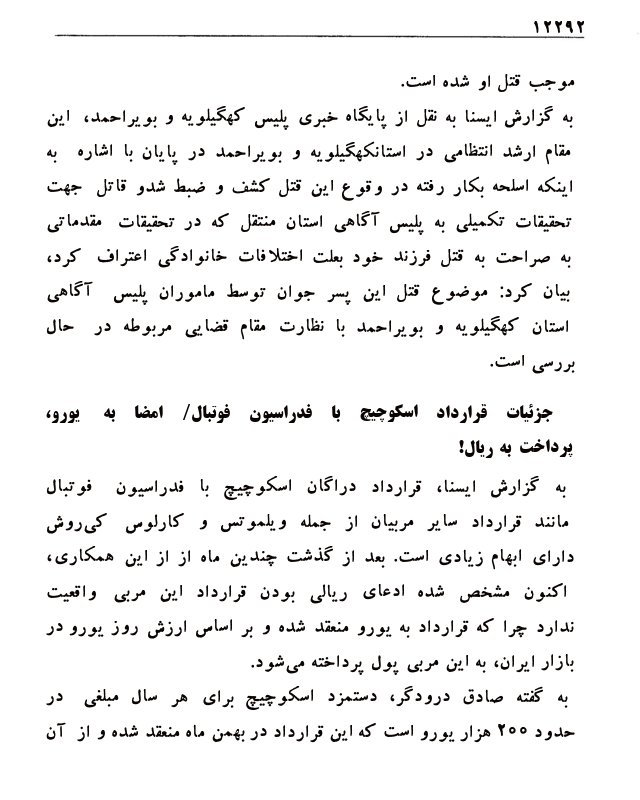 ۱۲۲۹۲
موجب قتل او شده است.
به گزارش ایسنا به نقل از پایگاه خبری پلیس کهگیلویه و بویراحمد، این
مقام ارشد انتظامی در استانکهگیلویه و بویراحمد در پایان با اشاره به
اینکه اسلحه بکار رفته در وقوع این قتل کشف و ضبط شدو قاتل جهت
تحقیقات تکمیلی به پلیس آگاهی استان منتقل که در تحقیقات مقدماتی
به صراحت به قتل فرزند خود بعلت اختلافات خانوادگی اعتراف کرد،
بیان کرد: موضوع قتل این پسر جوان توسط ماموران پلیس آگاهی
استان کهگیلویه و بویراحمد با نظارت مقام قضایی مربوطه در حال
بررسی است.
جزئیات قرارداد اسکوچیچ با فدراسیون فوتبال/ امضا به یورو،
پرداخت به ریال!
به گزارش ایسنا، قرارداد دراگان اسکوچیچ با فدراسیون فوتبال
مانند قرارداد سایر مربیان از جمله ویلموتس و کارلوس کی‌روش
دارای ابهام زیادی است. بعد از گذشت چندین ماه از از این همکاری،
اکنون مشخص شده ادعای ریالی بودن قرارداد این مربی واقعیت
ندارد چرا که قرارداد به یورو منعقد شده و بر اساس ارزش روز یورو در
بازار ایران، به این مربی پول پرداخته می‌شود.
به گفته صادق درودگر، دستمزد اسکوچیچ برای هر سال مبلغی در
حدود ۲۰۰ هزار یورو است که این قرارداد در بهمن ماه منعقد شده و از آن